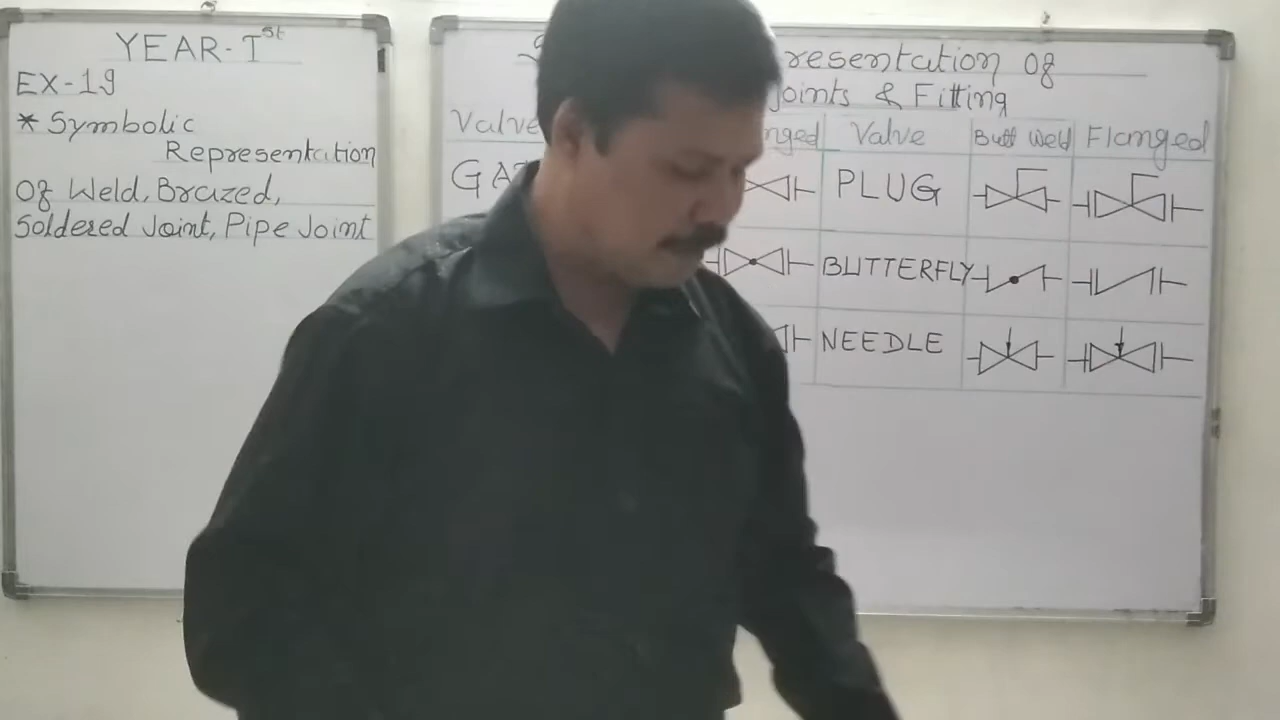 YEAR-Ist
EX-19
* Symbolic
Representation
Of Weld, Brazed,
Soldered Joint, Pipe Joint
resentation Of
Joints & Fitting
Valve nged Valve Butt Weld Flanged
GA PLUG
BUTTERFLY
NEEDLE